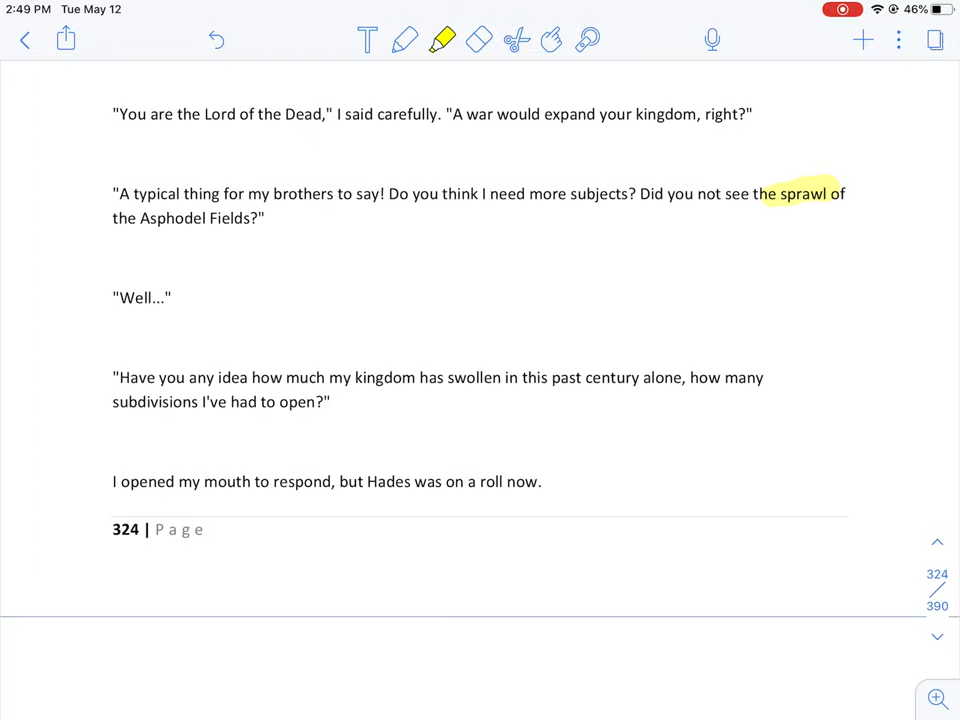 2:49 PM Tue May 12
46%
T
"You are the Lord of the Dead," I said carefully. "A war would expand your kingdom, right?"
"A typical thing for my brothers to say! Do you think I need more subjects? Did you not see the sprawl of
the Asphodel Fields?"
"Well..."
"Have you any idea how much my kingdom has swollen in this past century alone, how many
subdivisions I've had to open?"
I opened my mouth to respond, but Hades was on a roll now.
324 | Page
324
390